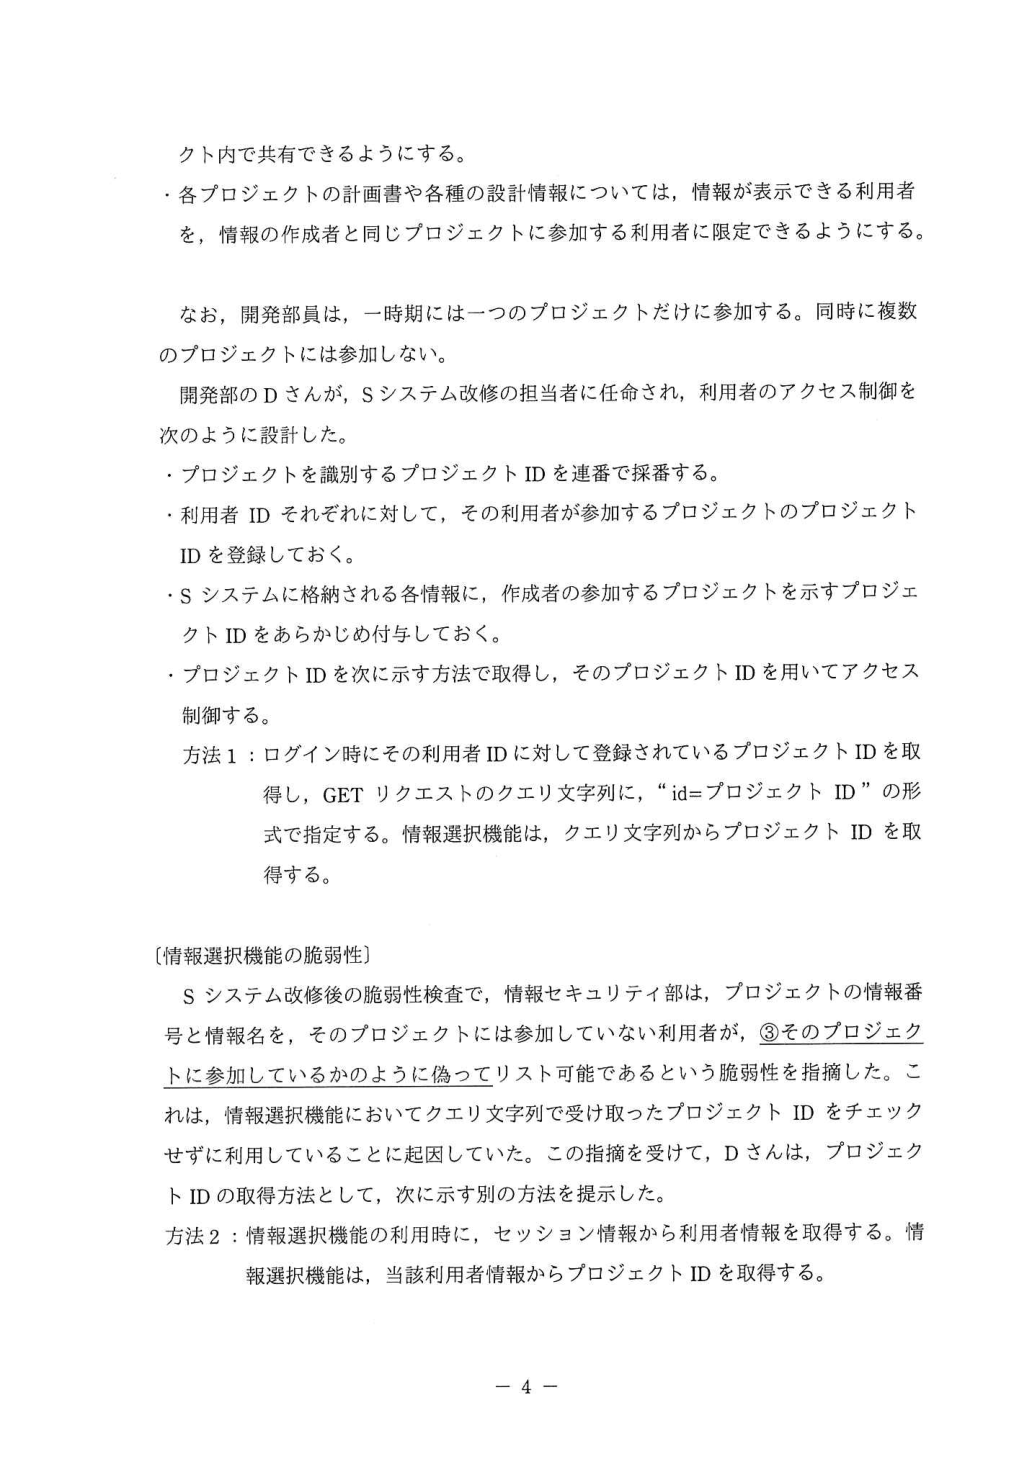 クト内で共有できるようにする。
・各プロジェクトの計画書や各種の設計情報については，情報が表示できる利用者
を，情報の作成者と同じプロジェクトに参加する利用者に限定できるようにする。
なお，開発部員は，一時期には一つのプロジェクトだけに参加する。同時に複数
のプロジェクトには参加しない。
開発部の D さんが，S システム改修の担当者に任命され，利用者のアクセス制御を
次のように設計した。
・プロジェクトを識別するプロジェクト ID を連番で採番する。
・利用者 ID それぞれに対して，その利用者が参加するプロジェクトのプロジェクト
ID を登録しておく。
・S システムに格納される各情報に，作成者の参加するプロジェクトを示すプロジェ
クト ID をあらかじめ付与しておく。
・プロジェクト ID を次に示す方法で取得し，そのプロジェクト ID を用いてアクセス
制御する。
方法 1 ：ログイン時にその利用者 ID に対して登録されているプロジェクト ID を取
得し，GET リクエストのクエリ文字列に，“id=プロジェクト ID”の形
式で指定する。情報選択機能は，クエリ文字列からプロジェクト ID を取
得する。
〔情報選択機能の脆弱性〕
S システム改修後の脆弱性検査で，情報セキュリティ部は，プロジェクトの情報番
号と情報名を，そのプロジェクトには参加していない利用者が，③そのプロジェク
トに参加しているかのように偽ってリスト可能であるという脆弱性を指摘した。こ
れは，情報選択機能においてクエリ文字列で受け取ったプロジェクト ID をチェック
せずに利用していることに起因していた。この指摘を受けて，D さんは，プロジェク
ト ID の取得方法として，次に示す別の方法を提示した。
方法 2 ：情報選択機能の利用時に，セッション情報から利用者情報を取得する。情
報選択機能は，当該利用者情報からプロジェクト ID を取得する。
－ 4 －